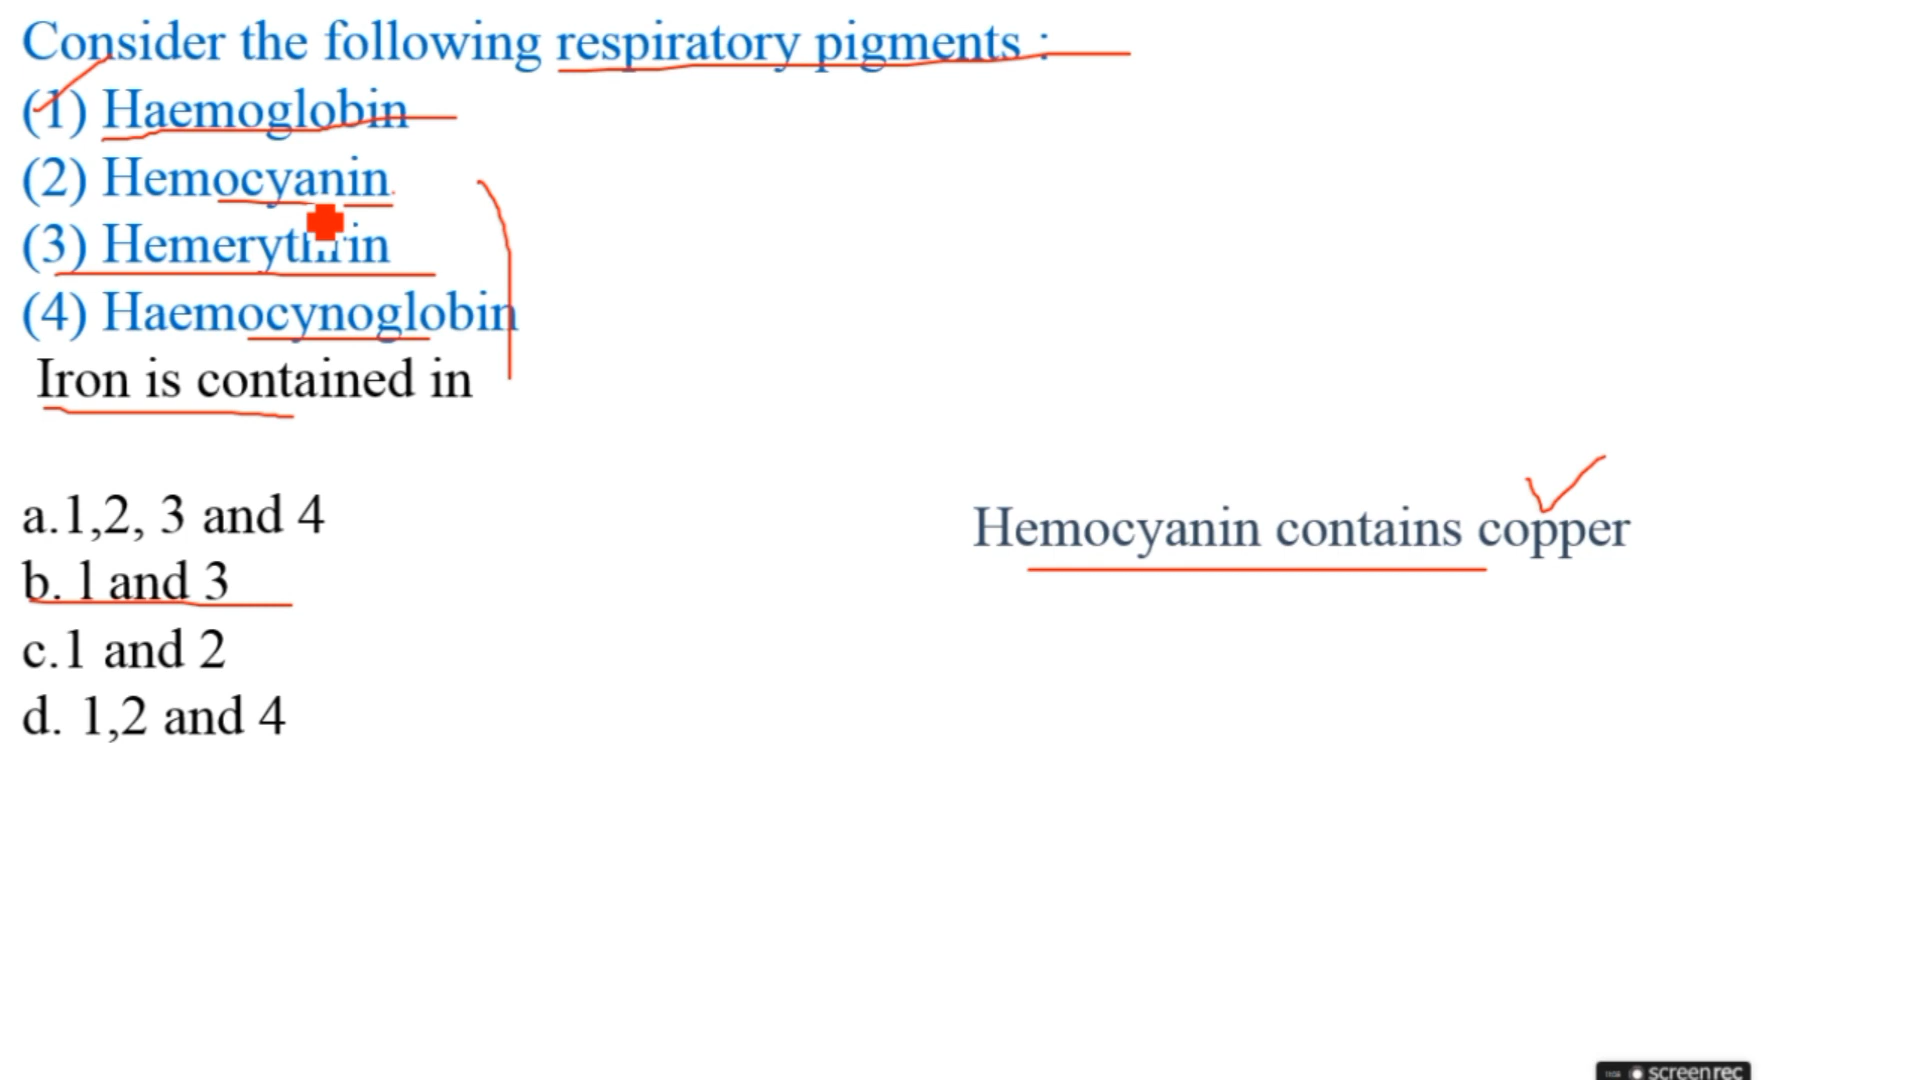 Consider the following respiratory pigments :
(1) Haemoglobin
(2) Hemocyanin
(3) Hemerythrin
(4) Haemocynoglobin
Iron is contained in
a.1,2, 3 and 4
b. 1 and 3
c.1 and 2
d. 1,2 and 4
Hemocyanin contains copper
screenrec